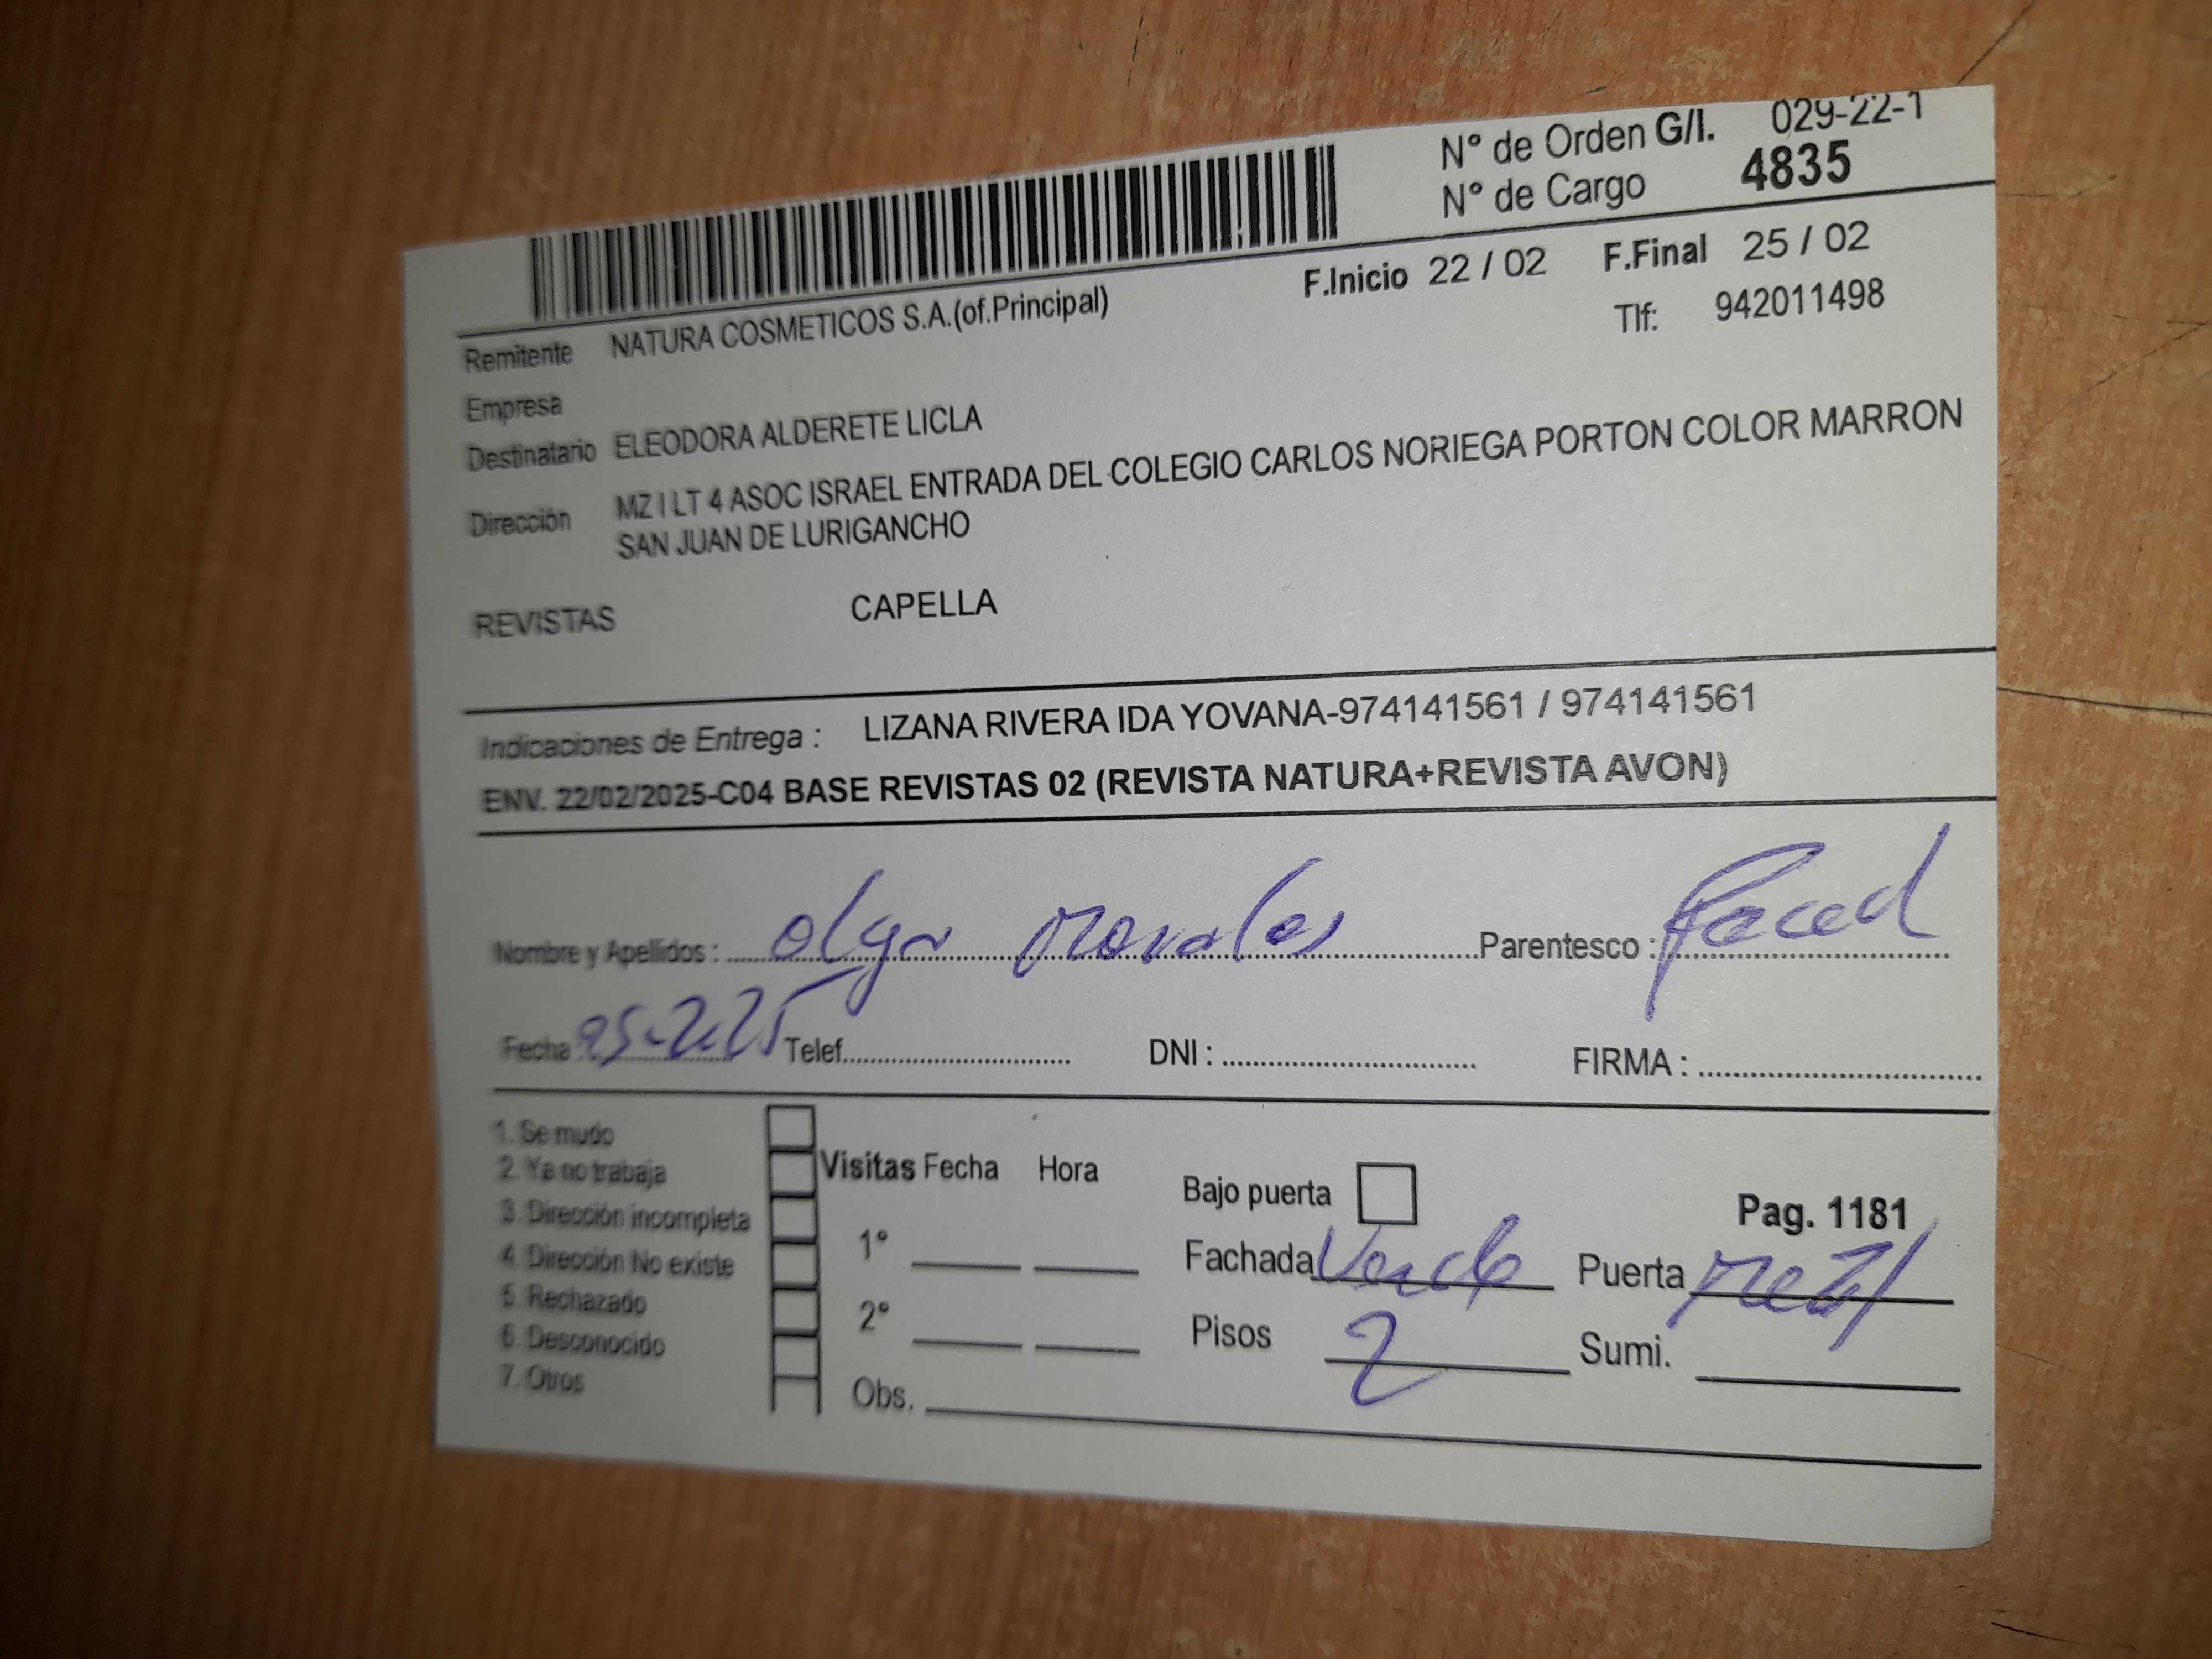 N° de Orden G/I. 029-22-1
N° de Cargo 4835
F.Inicio 22 / 02 F.Final 25 / 02
Remitente NATURA COSMETICOS S.A.(of.Principal) Tlf: 942011498
Empresa
Destinatario ELEODORA ALDERETE LICLA
Dirección MZ I LT 4 ASOC ISRAEL ENTRADA DEL COLEGIO CARLOS NORIEGA PORTON COLOR MARRON
SAN JUAN DE LURIGANCHO
REVISTAS CAPELLA
Indicaciones de Entrega : LIZANA RIVERA IDA YOVANA-974141561 / 974141561
ENV. 22/02/2025-C04 BASE REVISTAS 02 (REVISTA NATURA+REVISTA AVON)
Nombre y Apellidos : olga Morales Parentesco :
Fecha : 25-2-25 Telef. DNI : FIRMA :
1. Se mudo
2. Ya no trabaja Visitas Fecha Hora Bajo puerta
3. Dirección incompleta Pag. 1181
4. Dirección No existe 1° Fachada Verde Puerta Metal
5. Rechazado
6. Desconocido 2° Pisos 2 Sumi.
7. Otros Obs.